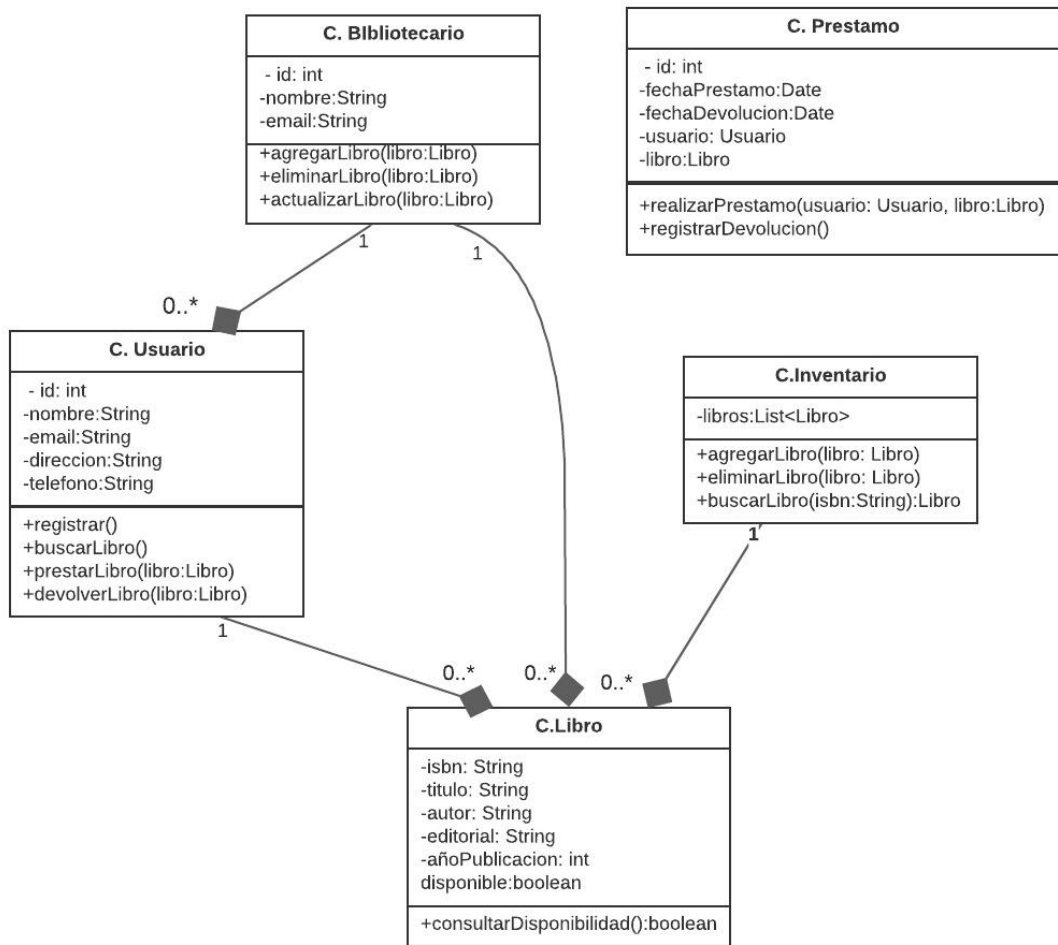 C. BIbliotecario
- id: int
-nombre:String
-email:String
+agregarLibro(libro:Libro)
+eliminarLibro(libro:Libro)
+actualizarLibro(libro:Libro)
C. Prestamo
- id: int
-fechaPrestamo:Date
-fechaDevolucion:Date
-usuario: Usuario
-libro:Libro
+realizarPrestamo(usuario: Usuario, libro:Libro)
+registrarDevolucion()
1
1
0..*
C. Usuario
- id: int
-nombre:String
-email:String
-direccion:String
-telefono:String
+registrar()
+buscarLibro()
+prestarLibro(libro:Libro)
+devolverLibro(libro:Libro)
1
C.Inventario
-libros:List<Libro>
+agregarLibro(libro: Libro)
+eliminarLibro(libro: Libro)
+buscarLibro(isbn:String):Libro
1
0..*
0..*
0..*
C.Libro
-isbn: String
-titulo: String
-autor: String
-editorial: String
-añoPublicacion: int
disponible:boolean
+consultarDisponibilidad():boolean